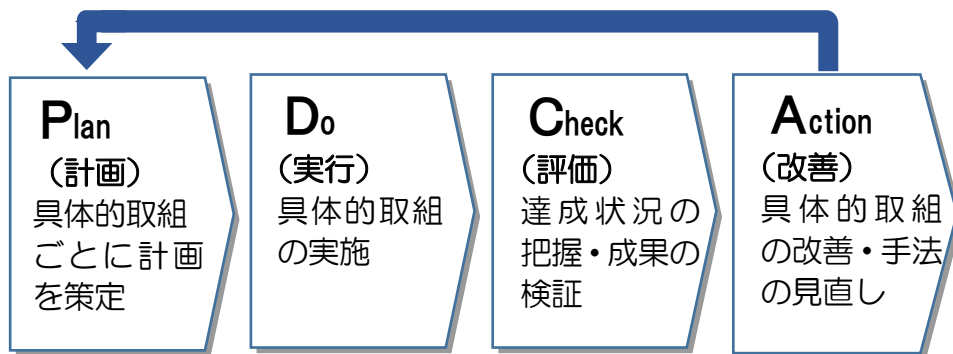 Plan
（計画）
具体的取組
ごとに計画
を策定
Do
（実行）
具体的取組
の実施
Check
（評価）
達成状況の
把握・成果の
検証
Action
（改善）
具体的取組
の改善・手法
の見直し